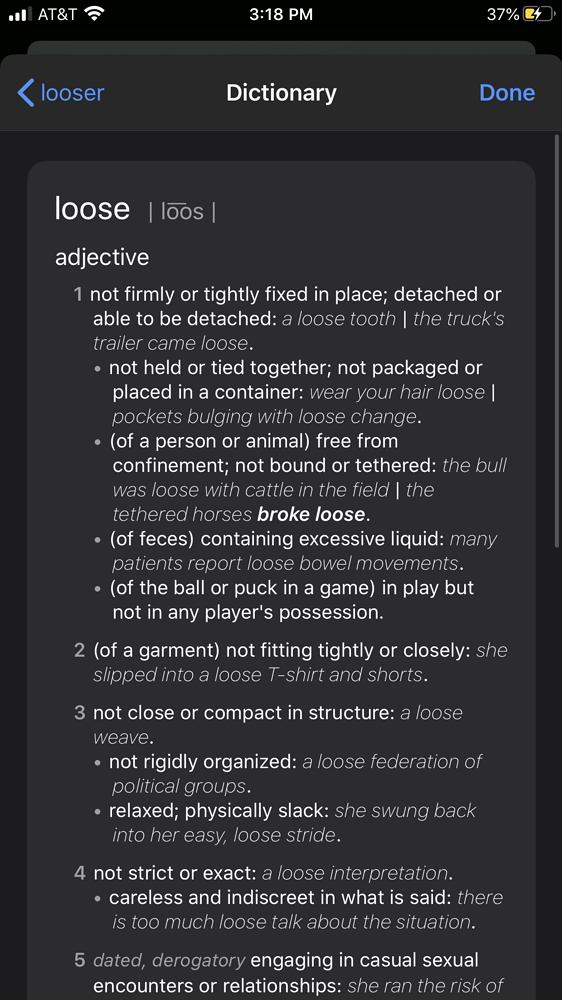 AT&T 3:18 PM 37%
looser Dictionary Done
loose | lo͞os |
adjective
1 not firmly or tightly fixed in place; detached or
able to be detached: a loose tooth | the truck's
trailer came loose.
• not held or tied together; not packaged or
placed in a container: wear your hair loose |
pockets bulging with loose change.
• (of a person or animal) free from
confinement; not bound or tethered: the bull
was loose with cattle in the field | the
tethered horses broke loose.
• (of feces) containing excessive liquid: many
patients report loose bowel movements.
• (of the ball or puck in a game) in play but
not in any player's possession.
2 (of a garment) not fitting tightly or closely: she
slipped into a loose T-shirt and shorts.
3 not close or compact in structure: a loose
weave.
• not rigidly organized: a loose federation of
political groups.
• relaxed; physically slack: she swung back
into her easy, loose stride.
4 not strict or exact: a loose interpretation.
• careless and indiscreet in what is said: there
is too much loose talk about the situation.
5 dated, derogatory engaging in casual sexual
encounters or relationships: she ran the risk of